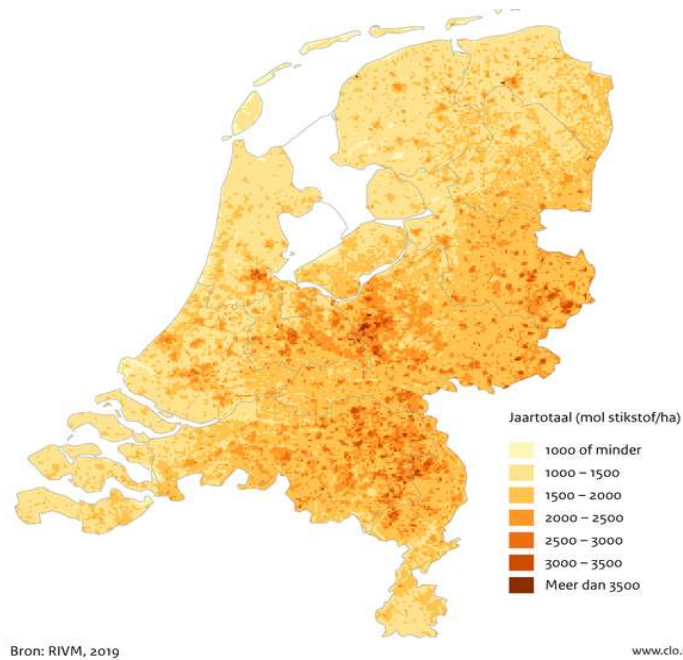 Jaartotaal (mol stikstof/ha)
1000 of minder
1000 – 1500
1500 – 2000
2000 – 2500
2500 – 3000
3000 – 3500
Meer dan 3500
Bron: RIVM, 2019
www.clo.